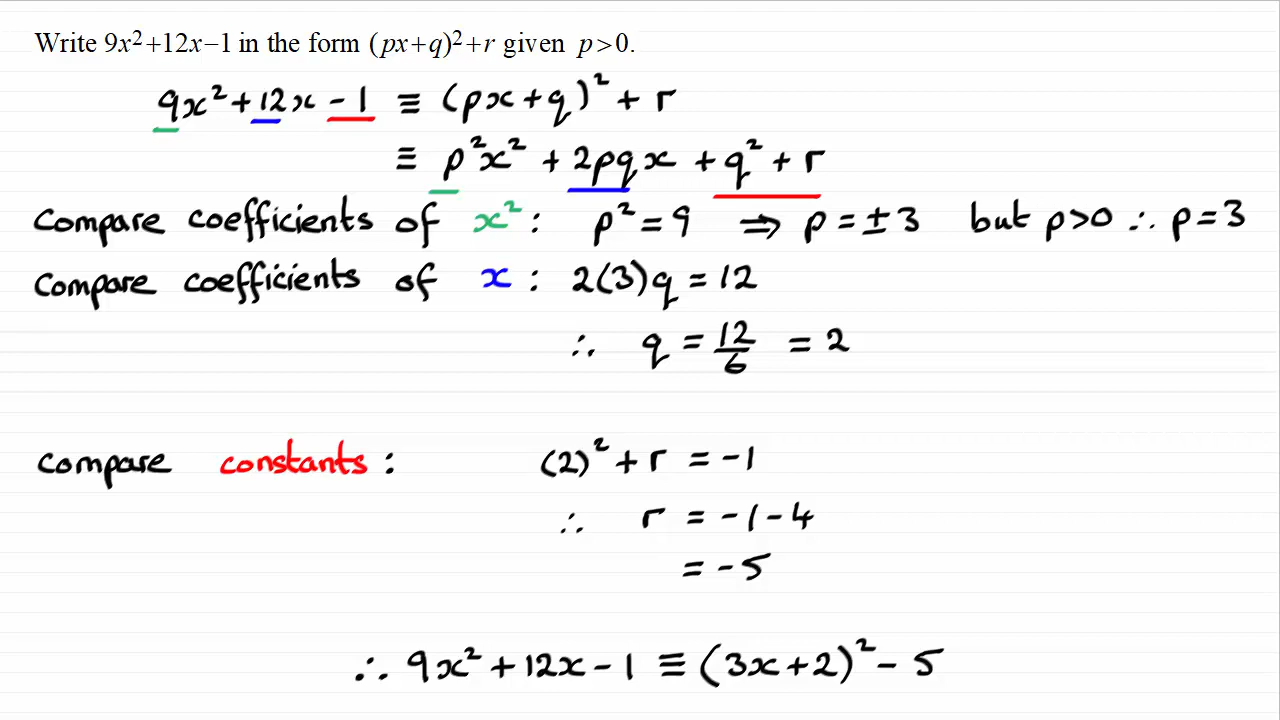 Write 9x²+12x−1 in the form (px+q)²+r given p>0.
9x² + 12x - 1 ≡ (px + q)² + r
≡ p²x² + 2pqx + q² + r
Compare coefficients of x² : p² = 9 ⇒ p = ± 3 but p>0 ∴ p = 3
Compare coefficients of x : 2(3)q = 12
∴ q = 12/6 = 2
compare constants : (2)² + r = -1
∴ r = -1 - 4
= -5
∴ 9x² + 12x - 1 ≡ (3x + 2)² - 5